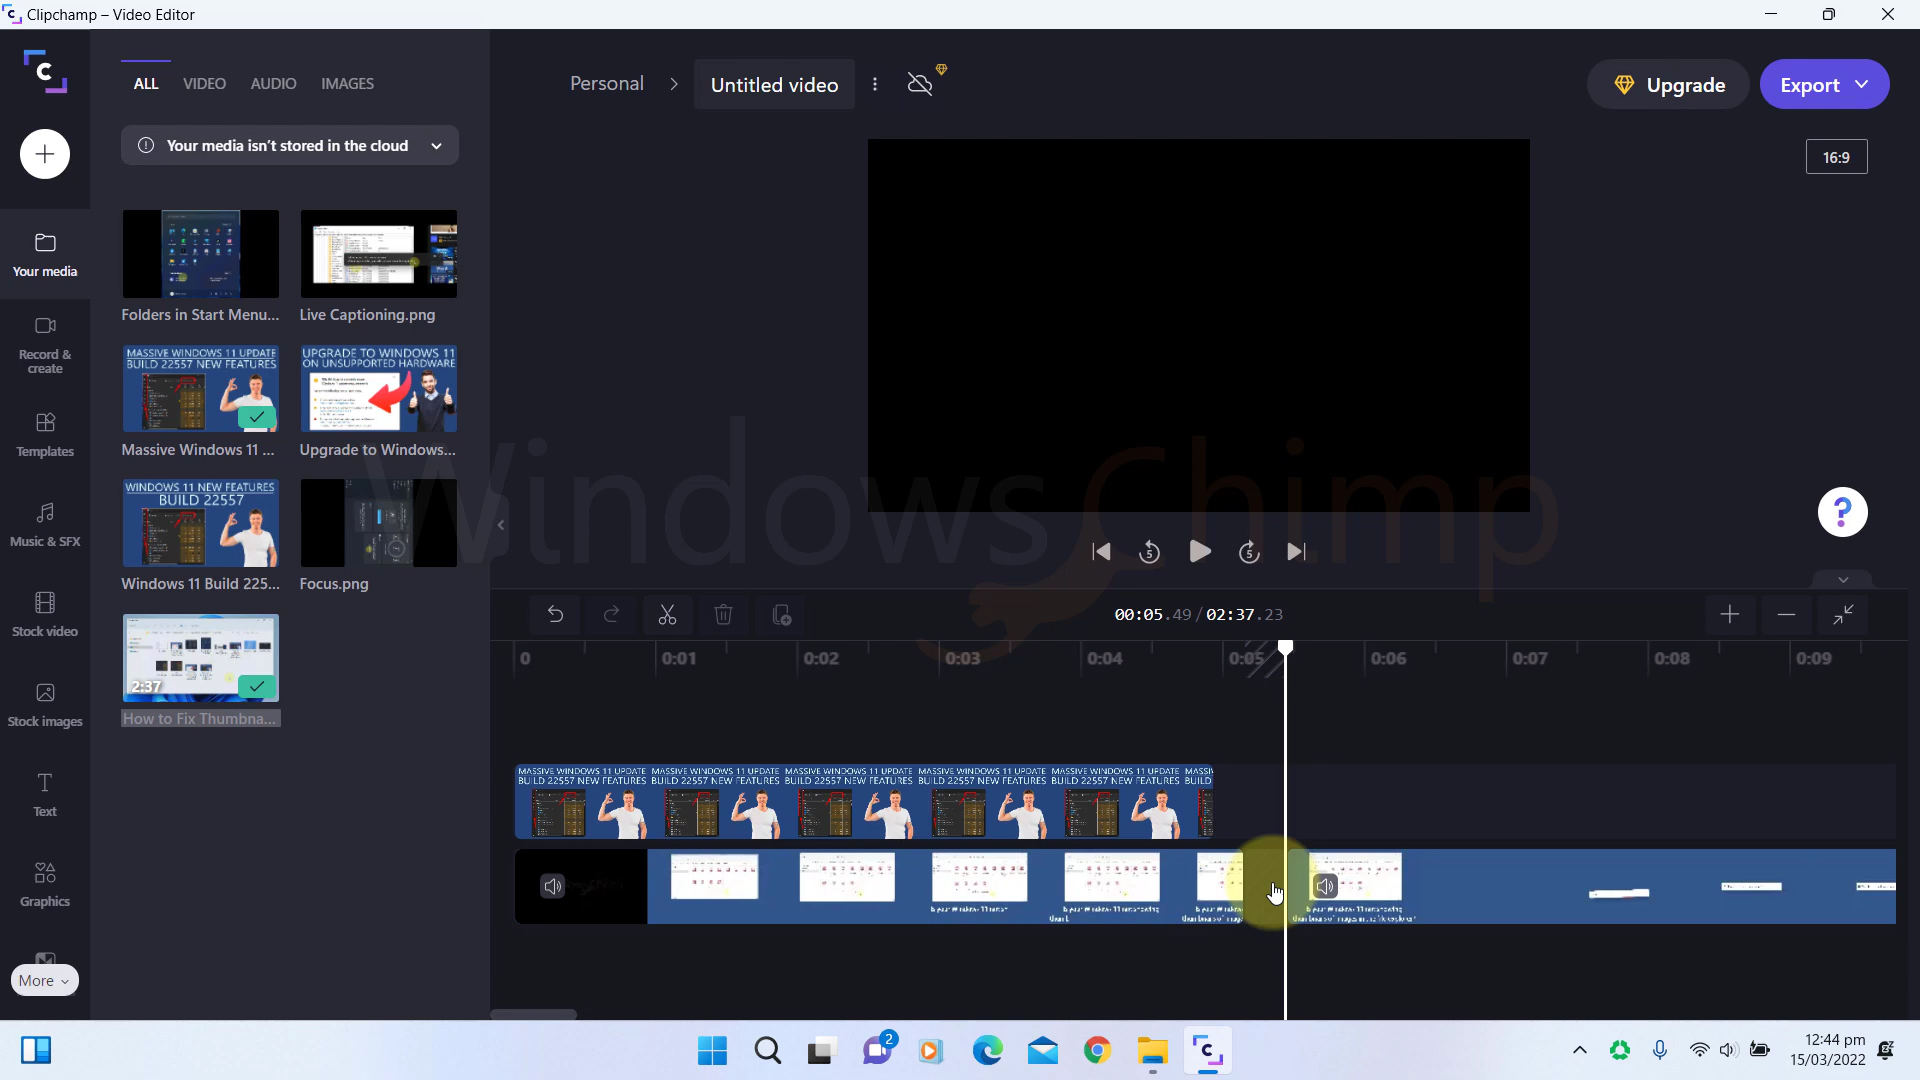 Clipchamp – Video Editor
ALL VIDEO AUDIO IMAGES
Personal > Untitled video
Upgrade
Export
Your media isn't stored in the cloud
16:9
Your media
Record & create
Templates
Music & SFX
Stock video
Stock images
Text
Graphics
More
Folders in Start Menu...
Live Captioning.png
MASSIVE WINDOWS 11 UPDATE
BUILD 22557 NEW FEATURES
UPGRADE TO WINDOWS 11
ON UNSUPPORTED HARDWARE
Massive Windows 11 ...
Upgrade to Windows...
WINDOWS 11 NEW FEATURES
BUILD 22557
Windows 11 Build 225...
Focus.png
2:37
How to Fix Thumbna...
Windows Chimp
5
5
?
00:05.49 / 02:37.23
0 0:01 0:02 0:03 0:04 0:05 0:06 0:07 0:08 0:09
MASSIVE WINDOWS 11 UPDATE MASSIVE WINDOWS 11 UPDATE MASSIVE WINDOWS 11 UPDATE MASSIVE WINDOWS 11 UPDATE MASSIVE WINDOWS 11 UPDATE MASSIV
BUILD 22557 NEW FEATURES BUILD 22557 NEW FEATURES BUILD 22557 NEW FEATURES BUILD 22557 NEW FEATURES BUILD 22557 NEW FEATURES BUILD
2
12:44 pm
15/03/2022